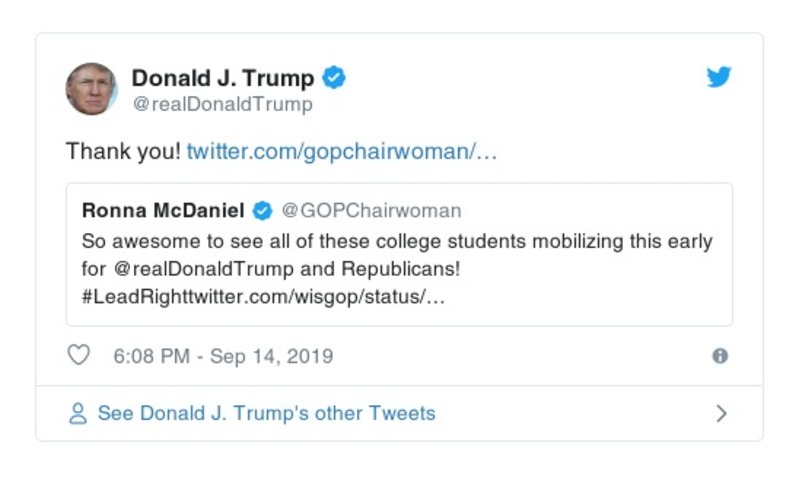 Donald J. Trump
@realDonaldTrump
Thank you! twitter.com/gopchairwoman/…
Ronna McDaniel @GOPChairwoman
So awesome to see all of these college students mobilizing this early
for @realDonaldTrump and Republicans!
#LeadRighttwitter.com/wisgop/status/…
6:08 PM - Sep 14, 2019
See Donald J. Trump's other Tweets